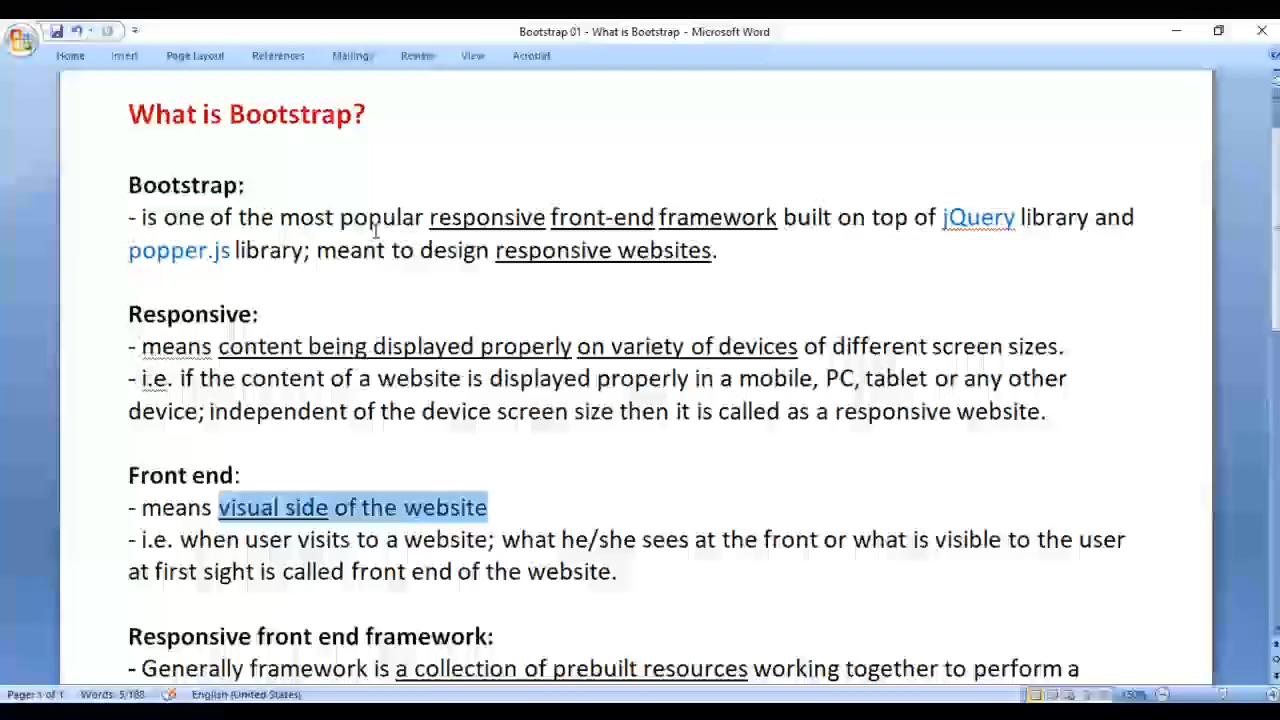 Bootstrap 01 - What is Bootstrap - Microsoft Word
Home Insert Page Layout References Mailings Review View Acrobat
What is Bootstrap?
Bootstrap:
- is one of the most popular responsive front-end framework built on top of jQuery library and
popper.js library; meant to design responsive websites.
Responsive:
- means content being displayed properly on variety of devices of different screen sizes.
- i.e. if the content of a website is displayed properly in a mobile, PC, tablet or any other
device; independent of the device screen size then it is called as a responsive website.
Front end:
- means visual side of the website
- i.e. when user visits to a website; what he/she sees at the front or what is visible to the user
at first sight is called front end of the website.
Responsive front end framework:
- Generally framework is a collection of prebuilt resources working together to perform a
Page: 1 of 1 Words: 5/188 English (United States) 150%